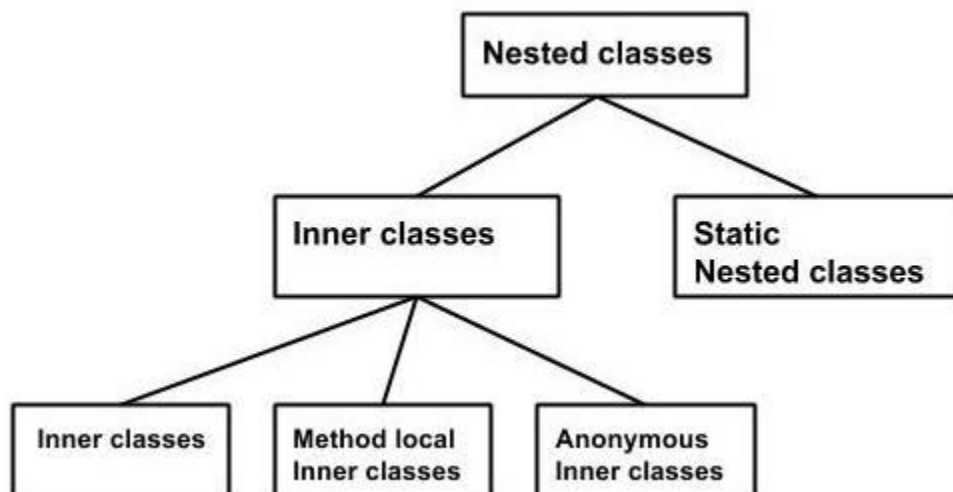 Nested classes
Inner classes
Static
Nested classes
Inner classes
Method local
Inner classes
Anonymous
Inner classes